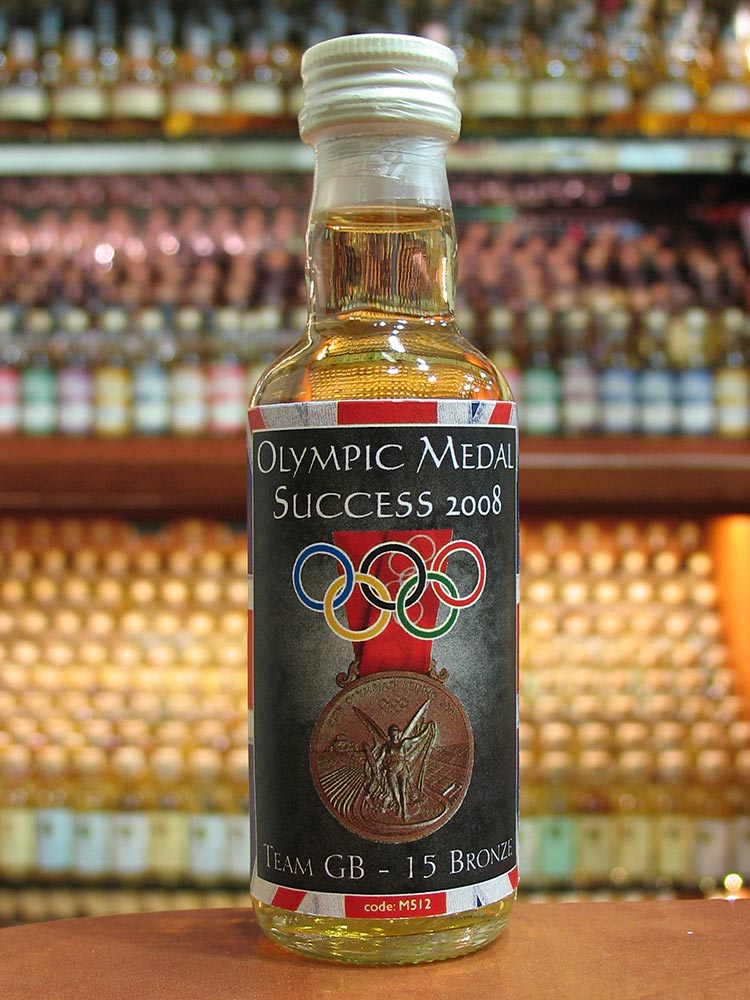 Olympic Medal
Success 2008
Team GB - 15 Bronze
code: M512